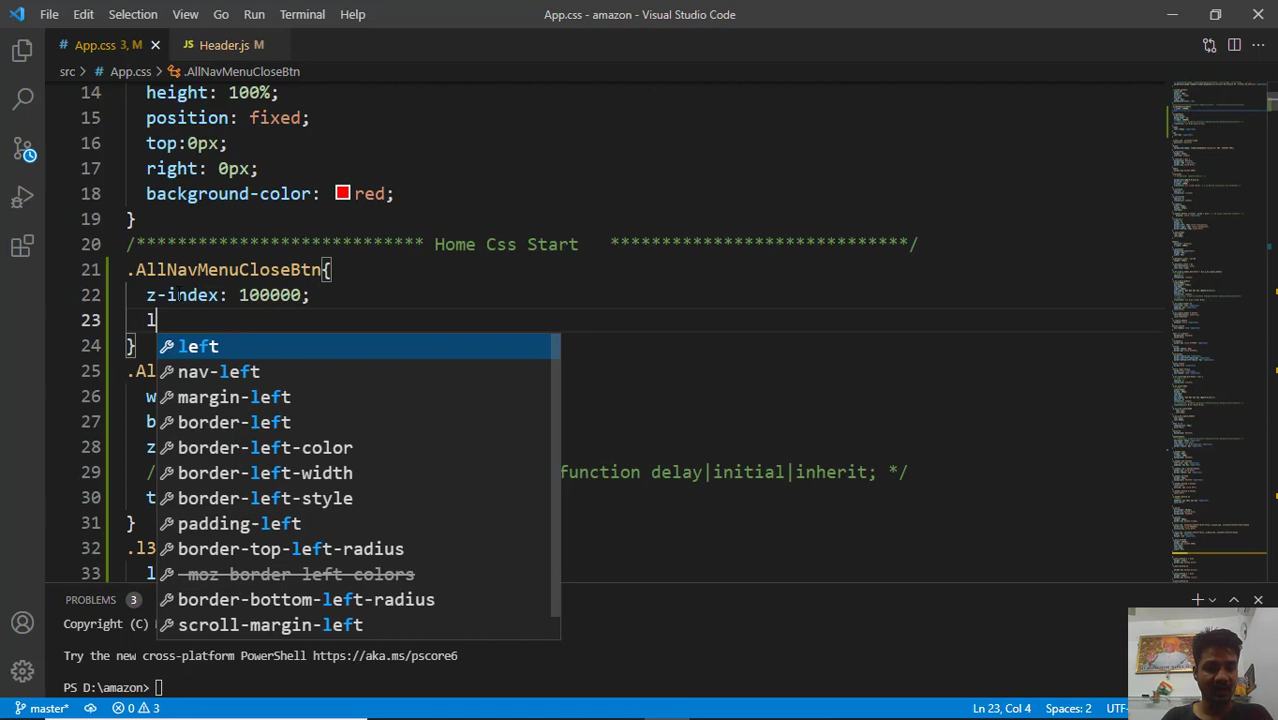 File Edit Selection View Go Run Terminal Help App.css - amazon - Visual Studio Code
App.css 3, M JS Header.js M
src > App.css > .AllNavMenuCloseBtn
14 height: 100%;
15 position: fixed;
16 top:0px;
17 right: 0px;
18 background-color: red;
19 }
20 /**************************** Home Css Start *****************************/
21 .AllNavMenuCloseBtn{
22 z-index: 100000;
23 l
left
24 }
nav-left
25 .Al
margin-left
26 w
border-left
27 b
border-left-color
28 z
border-left-width
29 / function delay|initial|inherit; */
border-left-style
30 t
padding-left
31 }
border-top-left-radius
32 .l3
-moz-border-left-colors
33 l
border-bottom-left-radius
PROBLEMS 3
scroll-margin-left
Copyright (C)
Try the new cross-platform PowerShell https://aka.ms/pscore6
PS D:\amazon>
master* 0 3 Ln 23, Col 4 Spaces: 2 UTF-